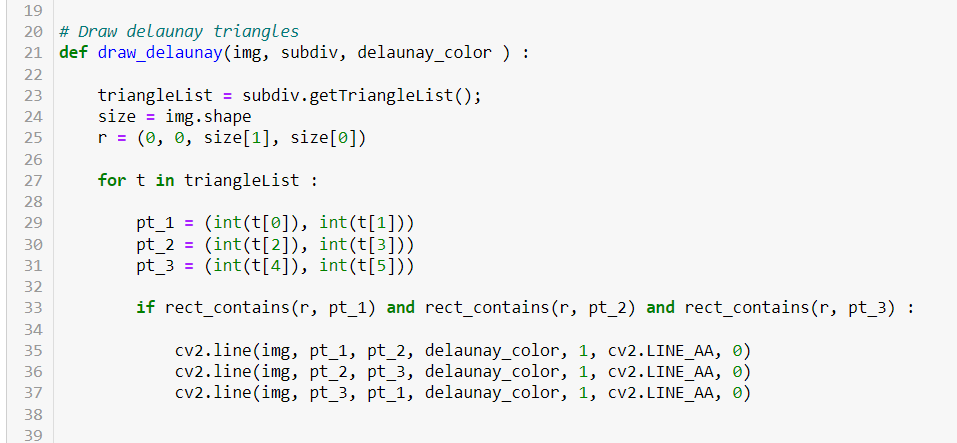 19
20 # Draw delaunay triangles
21 def draw_delaunay(img, subdiv, delaunay_color ) :
22
23     triangleList = subdiv.getTriangleList();
24     size = img.shape
25     r = (0, 0, size[1], size[0])
26
27     for t in triangleList :
28
29         pt_1 = (int(t[0]), int(t[1]))
30         pt_2 = (int(t[2]), int(t[3]))
31         pt_3 = (int(t[4]), int(t[5]))
32
33         if rect_contains(r, pt_1) and rect_contains(r, pt_2) and rect_contains(r, pt_3) :
34
35             cv2.line(img, pt_1, pt_2, delaunay_color, 1, cv2.LINE_AA, 0)
36             cv2.line(img, pt_2, pt_3, delaunay_color, 1, cv2.LINE_AA, 0)
37             cv2.line(img, pt_3, pt_1, delaunay_color, 1, cv2.LINE_AA, 0)
38
39